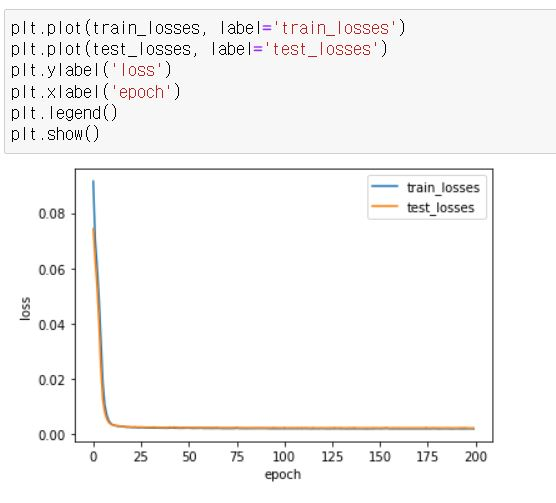 plt.plot(train_losses, label='train_losses')
plt.plot(test_losses, label='test_losses')
plt.ylabel('loss')
plt.xlabel('epoch')
plt.legend()
plt.show()
train_losses
test_losses
0.08
0.06
0.04
0.02
0.00
loss
0 25 50 75 100 125 150 175 200
epoch